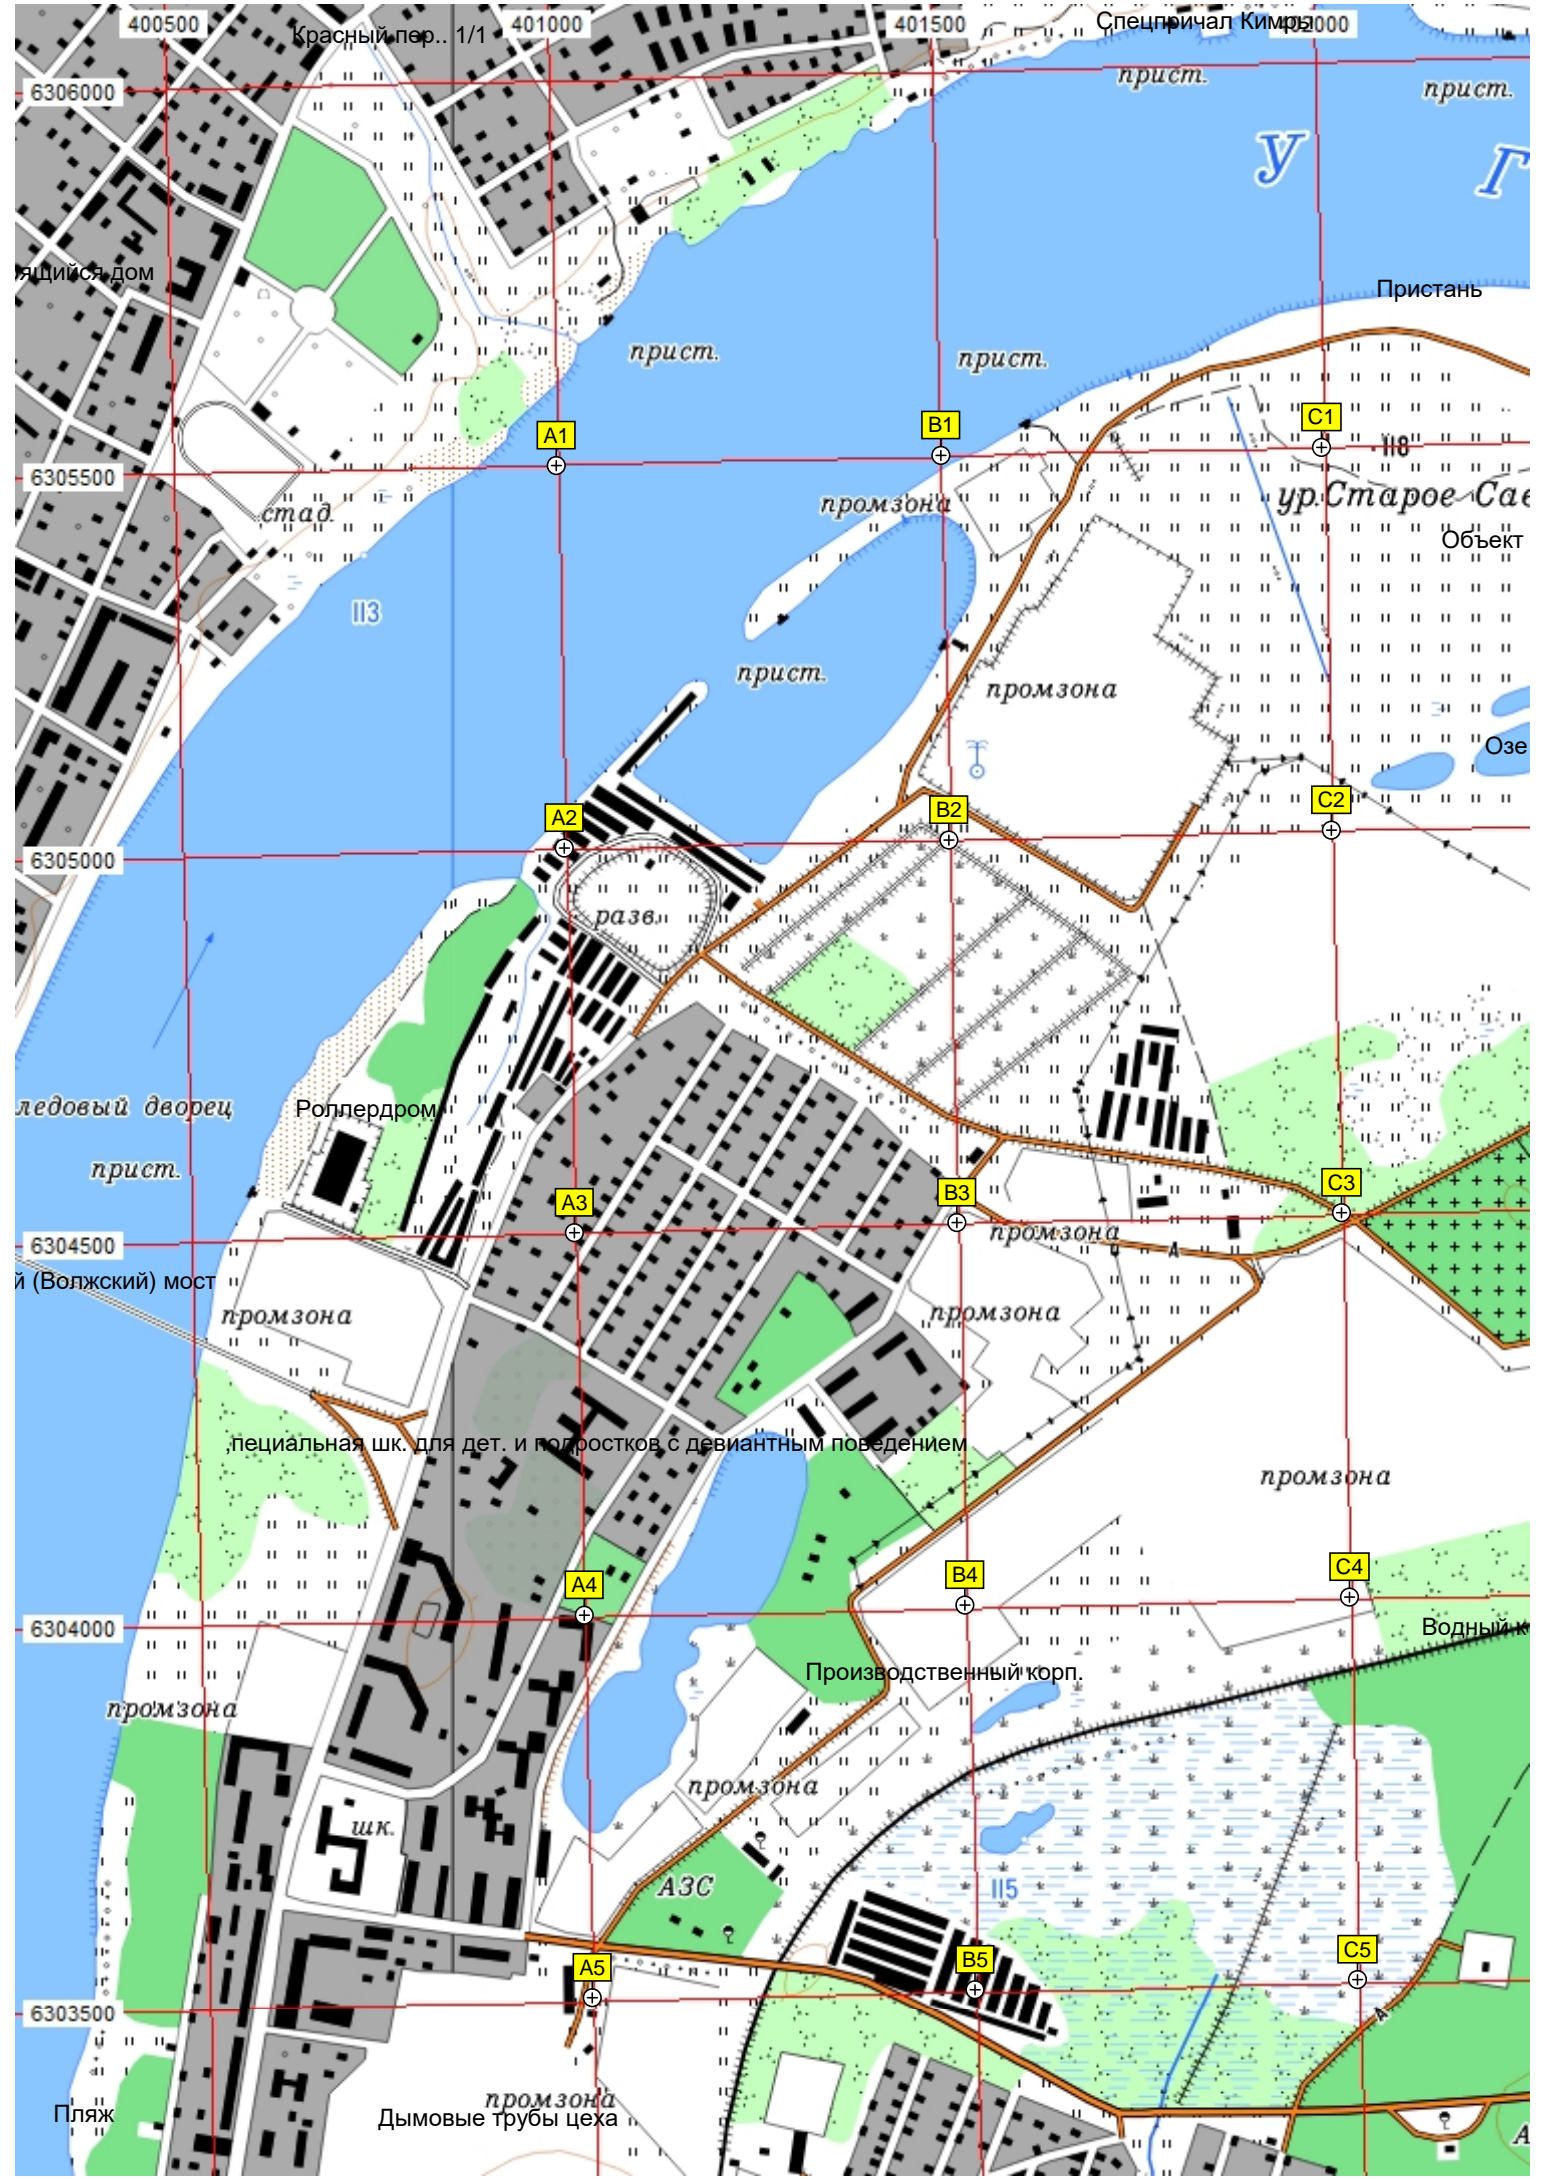 400500
401000
401500
402000
Красный пер.. 1/1
Спецпричал Кимры
6306000
прист.
прист.
У
Г
ящийся дом
Пристань
прист.
прист.
A1
B1
C1
118
6305500
промзона
ур. Старое Сав
стад.
Объект
113
прист.
промзона
Озе
A2
B2
C2
6305000
разв.
ледовый дворец
Роллердром
прист.
A3
B3
C3
6304500
промзона
А
й (Волжский) мост
промзона
промзона
пециальная шк. для дет. и подростков с девиантным поведением
промзона
A4
B4
C4
6304000
Водный к
Производственный корп.
промзона
промзона
шк.
АЗС
115
A5
B5
C5
6303500
А
промзона
Пляж
Дымовые трубы цеха
А